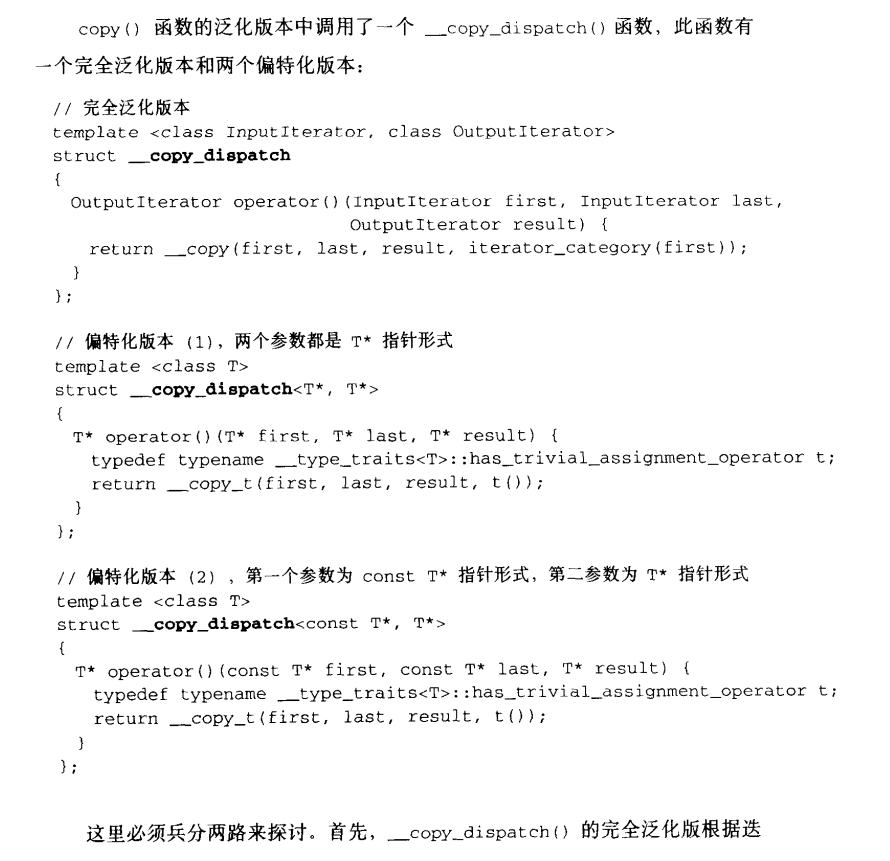 copy() 函数的泛化版本中调用了一个 __copy_dispatch() 函数，此函数有
一个完全泛化版本和两个偏特化版本：
// 完全泛化版本
template <class InputIterator, class OutputIterator>
struct __copy_dispatch
{
  OutputIterator operator()(InputIterator first, InputIterator last,
                            OutputIterator result) {
    return __copy(first, last, result, iterator_category(first));
  }
};
// 偏特化版本 (1)，两个参数都是 T* 指针形式
template <class T>
struct __copy_dispatch<T*, T*>
{
  T* operator()(T* first, T* last, T* result) {
    typedef typename __type_traits<T>::has_trivial_assignment_operator t;
    return __copy_t(first, last, result, t());
  }
};
// 偏特化版本 (2) ，第一个参数为 const T* 指针形式，第二参数为 T* 指针形式
template <class T>
struct __copy_dispatch<const T*, T*>
{
  T* operator()(const T* first, const T* last, T* result) {
    typedef typename __type_traits<T>::has_trivial_assignment_operator t;
    return __copy_t(first, last, result, t());
  }
};
这里必须兵分两路来探讨。首先，__copy_dispatch() 的完全泛化版根据迭